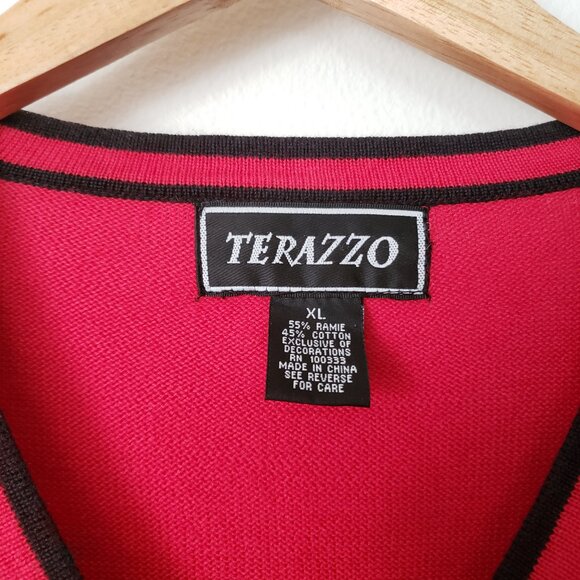 TERAZZO
XL
55% RAMIE
45% COTTON
EXCLUSIVE OF
DECORATIONS
RN 100333
MADE IN CHINA
SEE REVERSE
FOR CARE